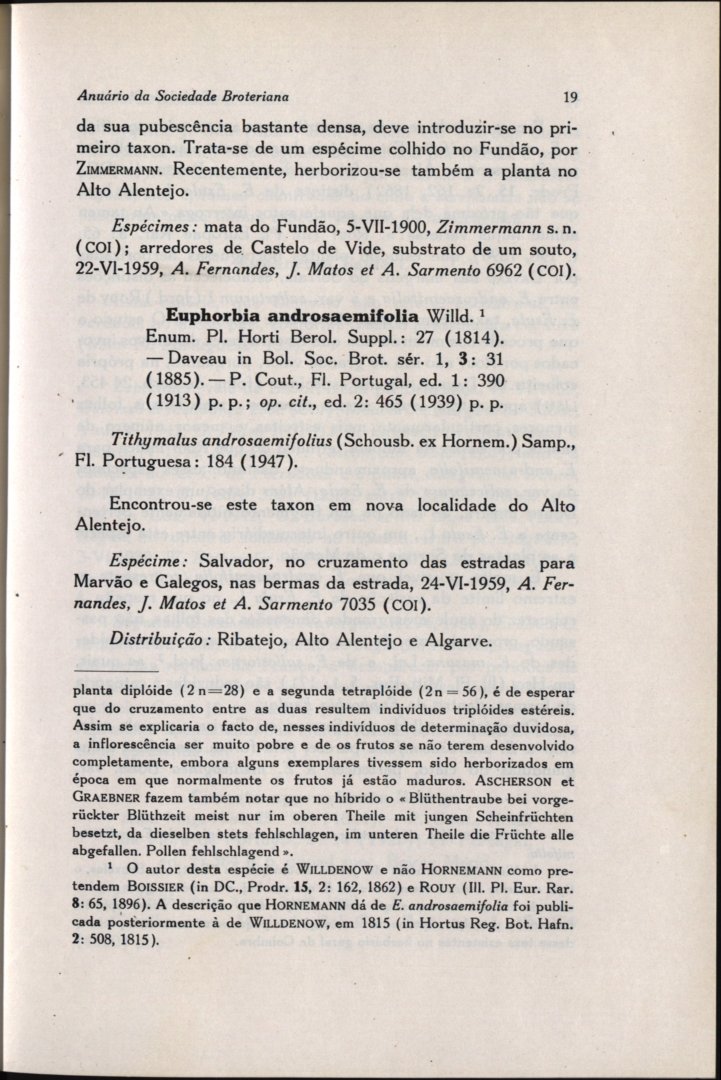 Anuário da Sociedade Broteriana 19
da sua pubescência bastante densa, deve introduzir-se no pri-
meiro taxon. Trata-se de um espécime colhido no Fundão, por
ZIMMERMANN. Recentemente, herborizou-se também a planta no
Alto Alentejo.
Espécimes: mata do Fundão, 5-VII-1900, Zimmermann s. n.
(COI); arredores de Castelo de Vide, substrato de um souto,
22-VI-1959, A. Fernandes, J. Matos et A. Sarmento 6962 (COI).
Euphorbia androsaemifolia Willd. ¹
Enum. Pl. Horti Berol. Suppl.: 27 (1814).
— Daveau in Bol. Soc. Brot. sér. 1, 3: 31
(1885). — P. Cout., Fl. Portugal, ed. 1: 390
(1913) p. p.; op. cit., ed. 2: 465 (1939) p. p.
Tithymalus androsaemifolius (Schousb. ex Hornem.) Samp.,
Fl. Portuguesa: 184 (1947).
Encontrou-se este taxon em nova localidade do Alto
Alentejo.
Espécime: Salvador, no cruzamento das estradas para
Marvão e Galegos, nas bermas da estrada, 24-VI-1959, A. Fer-
nandes, J. Matos et A. Sarmento 7035 (COI).
Distribuição: Ribatejo, Alto Alentejo e Algarve.
planta diplóide (2 n=28) e a segunda tetraplóide (2 n = 56), é de esperar
que do cruzamento entre as duas resultem indivíduos triplóides estéreis.
Assim se explicaria o facto de, nesses indivíduos de determinação duvidosa,
a inflorescência ser muito pobre e de os frutos se não terem desenvolvido
completamente, embora alguns exemplares tivessem sido herborizados em
época em que normalmente os frutos já estão maduros. ASCHERSON et
GRAEBNER fazem também notar que no híbrido o « Blüthentraube bei vorge-
rückter Blüthzeit meist nur im oberen Theile mit jungen Scheinfrüchten
besetzt, da dieselben stets fehlschlagen, im unteren Theile die Früchte alle
abgefallen. Pollen fehlschlagend ».
¹ O autor desta espécie é WILLDENOW e não HORNEMANN como pre-
tendem BOISSIER (in DC., Prodr. 15, 2: 162, 1862) e ROUY (Ill. Pl. Eur. Rar.
8: 65, 1896). A descrição que HORNEMANN dá de E. androsaemifolia foi publi-
cada posteriormente à de WILLDENOW, em 1815 (in Hortus Reg. Bot. Hafn.
2: 508, 1815).